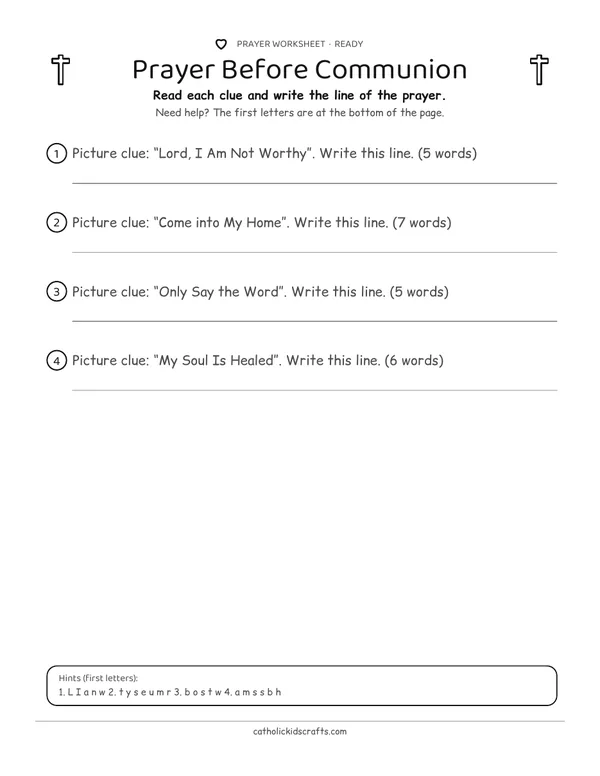 PRAYER WORKSHEET · READY
Prayer Before Communion
Read each clue and write the line of the prayer.
Need help? The first letters are at the bottom of the page.
1 Picture clue: “Lord, I Am Not Worthy”. Write this line. (5 words)
2 Picture clue: “Come into My Home”. Write this line. (7 words)
3 Picture clue: “Only Say the Word”. Write this line. (5 words)
4 Picture clue: “My Soul Is Healed”. Write this line. (6 words)
Hints (first letters):
1. L I a n w 2. t y s e u m r 3. b o s t w 4. a m s s b h
catholickidscrafts.com